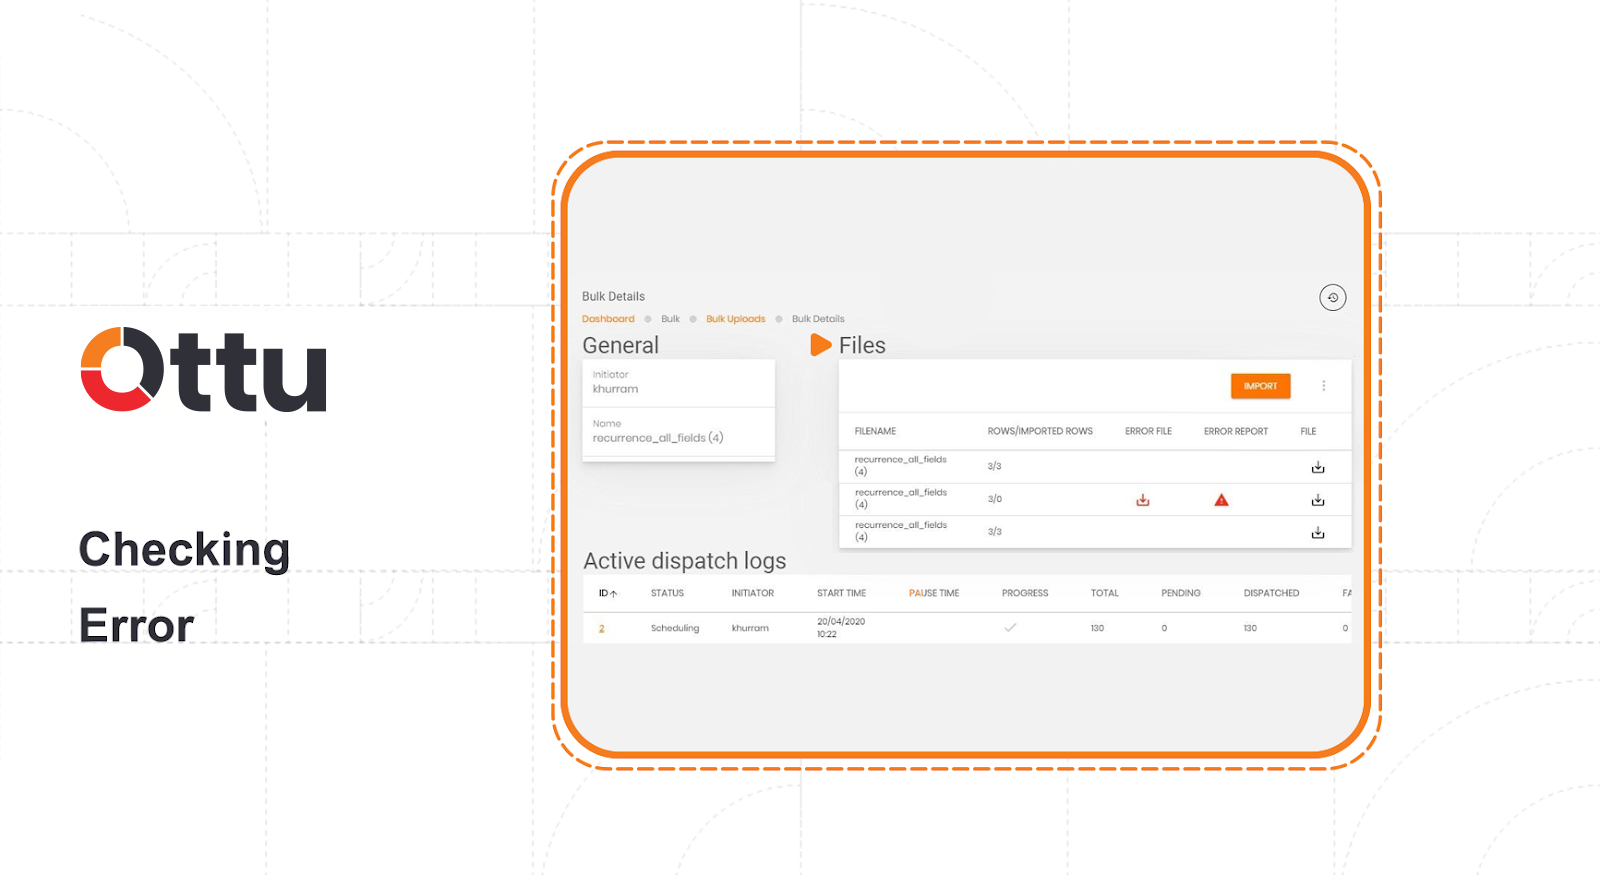 Ottu
Checking
Error
Bulk Details
Dashboard Bulk Bulk Uploads Bulk Details
General
Initiator
khurram
Name
recurrence_all_fields (4)
Files
IMPORT
FILENAME ROWS/IMPORTED ROWS ERROR FILE ERROR REPORT FILE
recurrence_all_fields
(4) 3/3
recurrence_all_fields
(4) 3/0
recurrence_all_fields
(4) 3/3
Active dispatch logs
ID STATUS INITIATOR START TIME PAUSE TIME PROGRESS TOTAL PENDING DISPATCHED FA
2 Scheduling khurram 20/04/2020
10:22 130 0 130 0